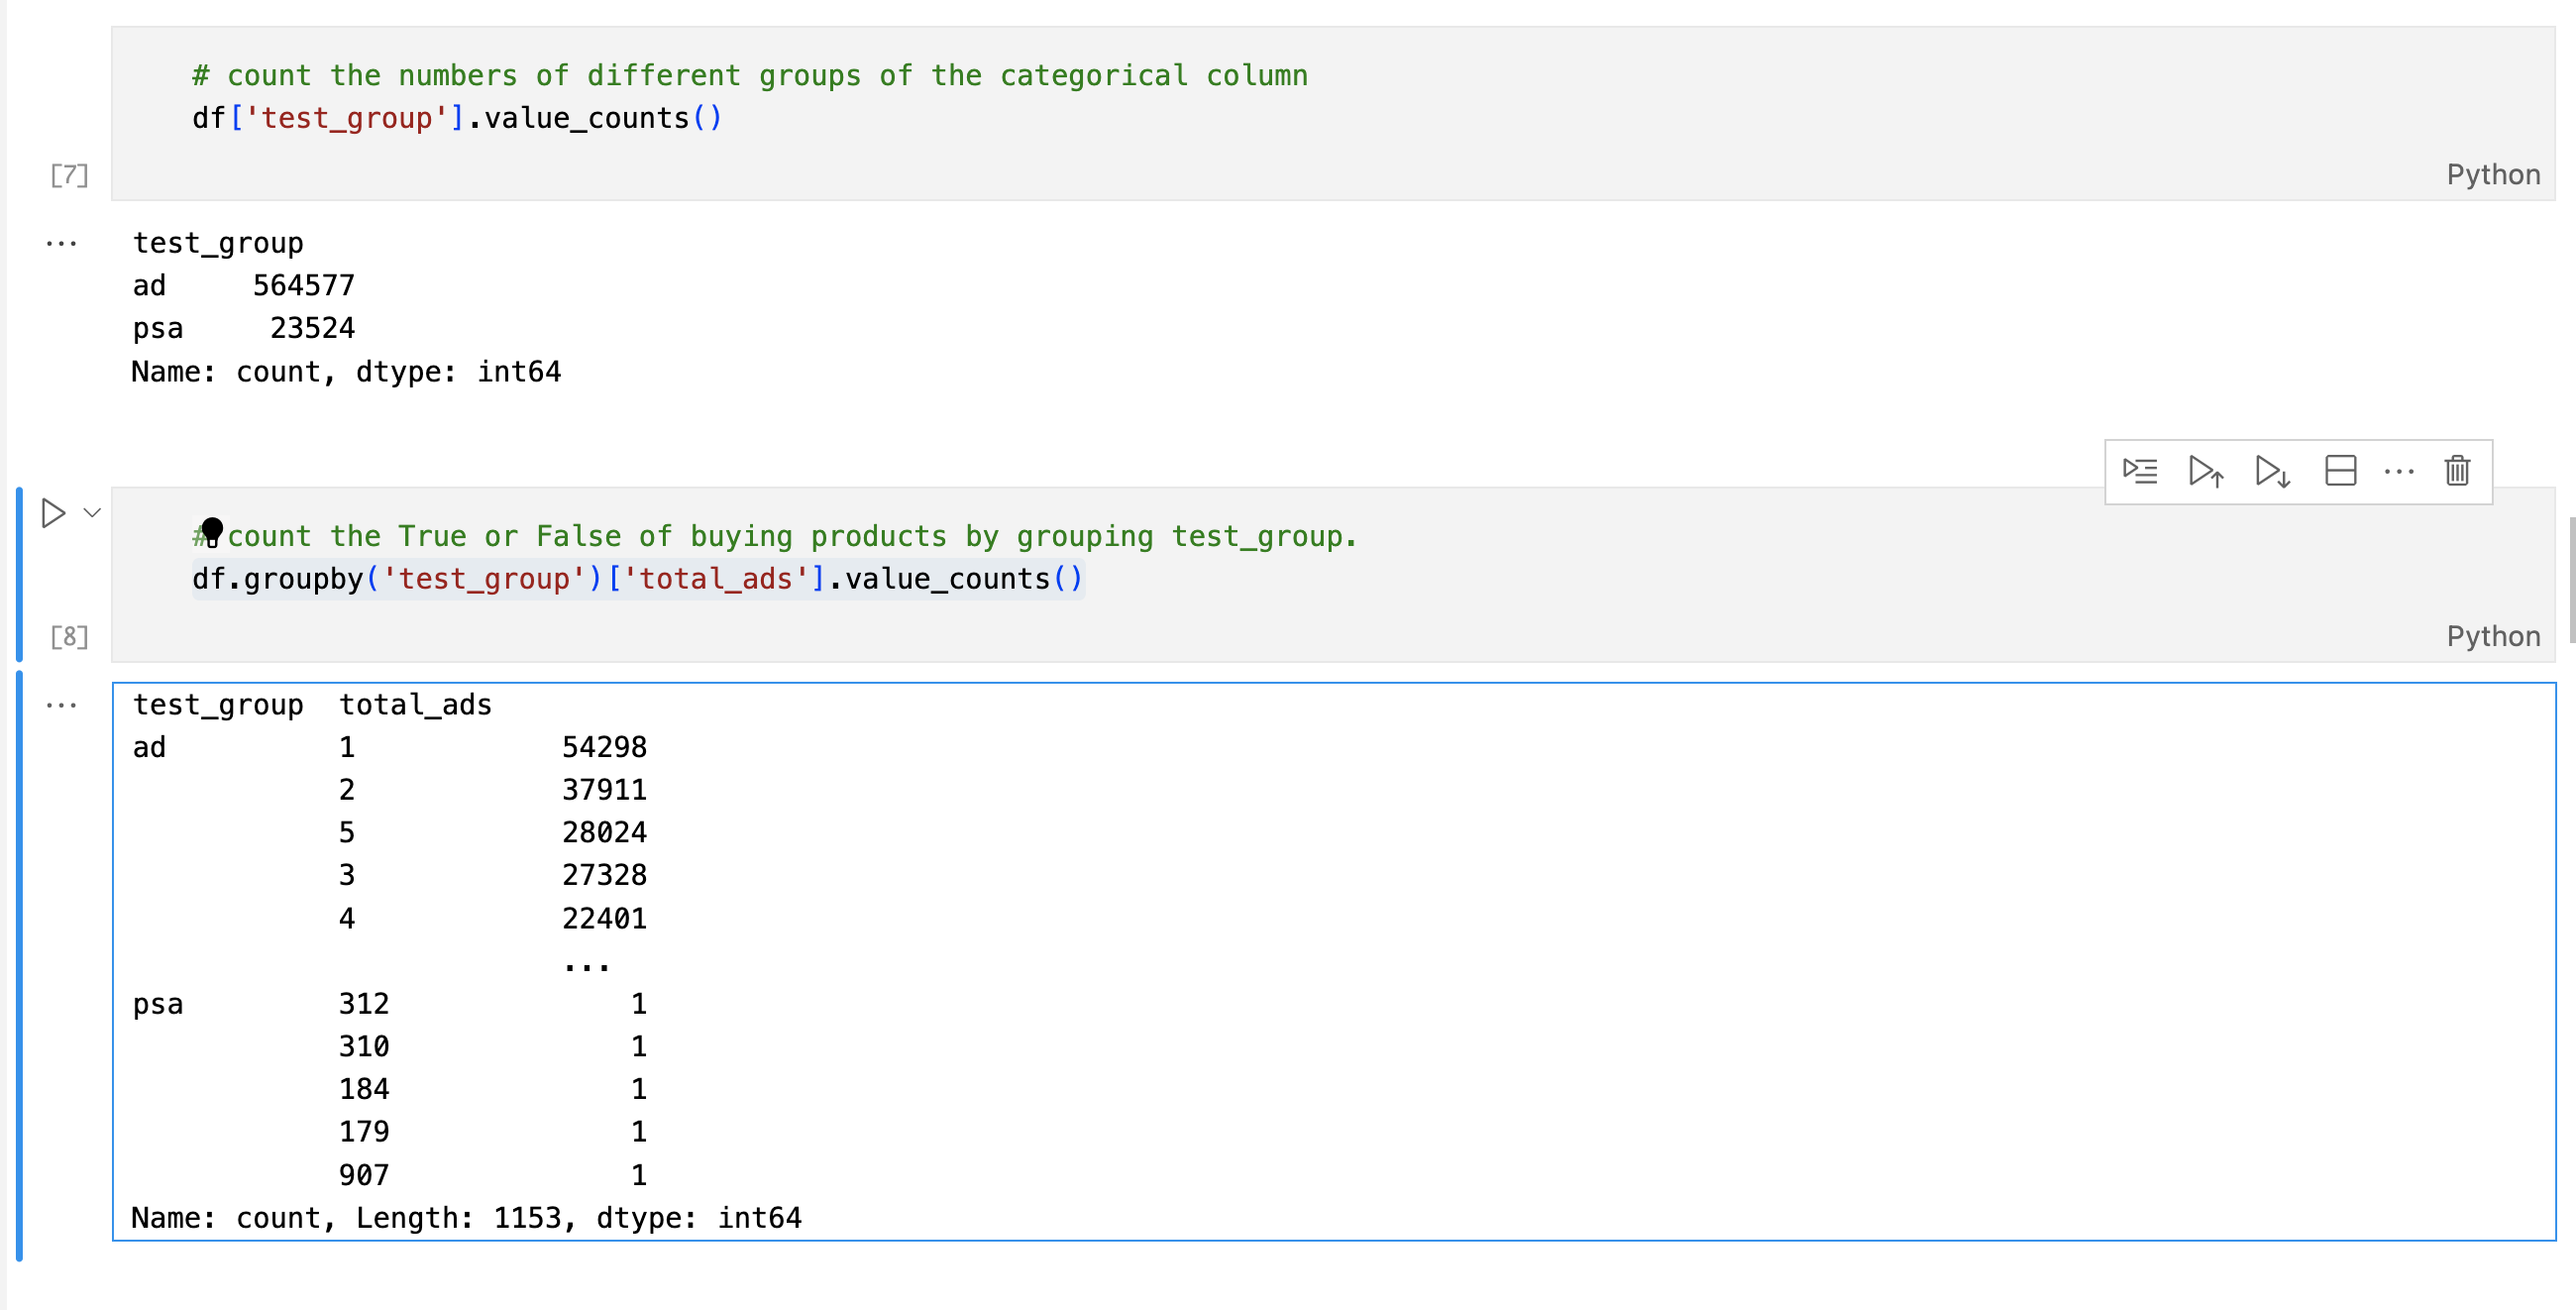 # count the numbers of different groups of the categorical column
df['test_group'].value_counts()
[7]
Python
...
test_group
ad     564577
psa     23524
Name: count, dtype: int64
# count the True or False of buying products by grouping test_group.
df.groupby('test_group')['total_ads'].value_counts()
[8]
Python
...
test_group  total_ads
ad          1            54298
            2            37911
            5            28024
            3            27328
            4            22401
                         ...
psa         312              1
            310              1
            184              1
            179              1
            907              1
Name: count, Length: 1153, dtype: int64